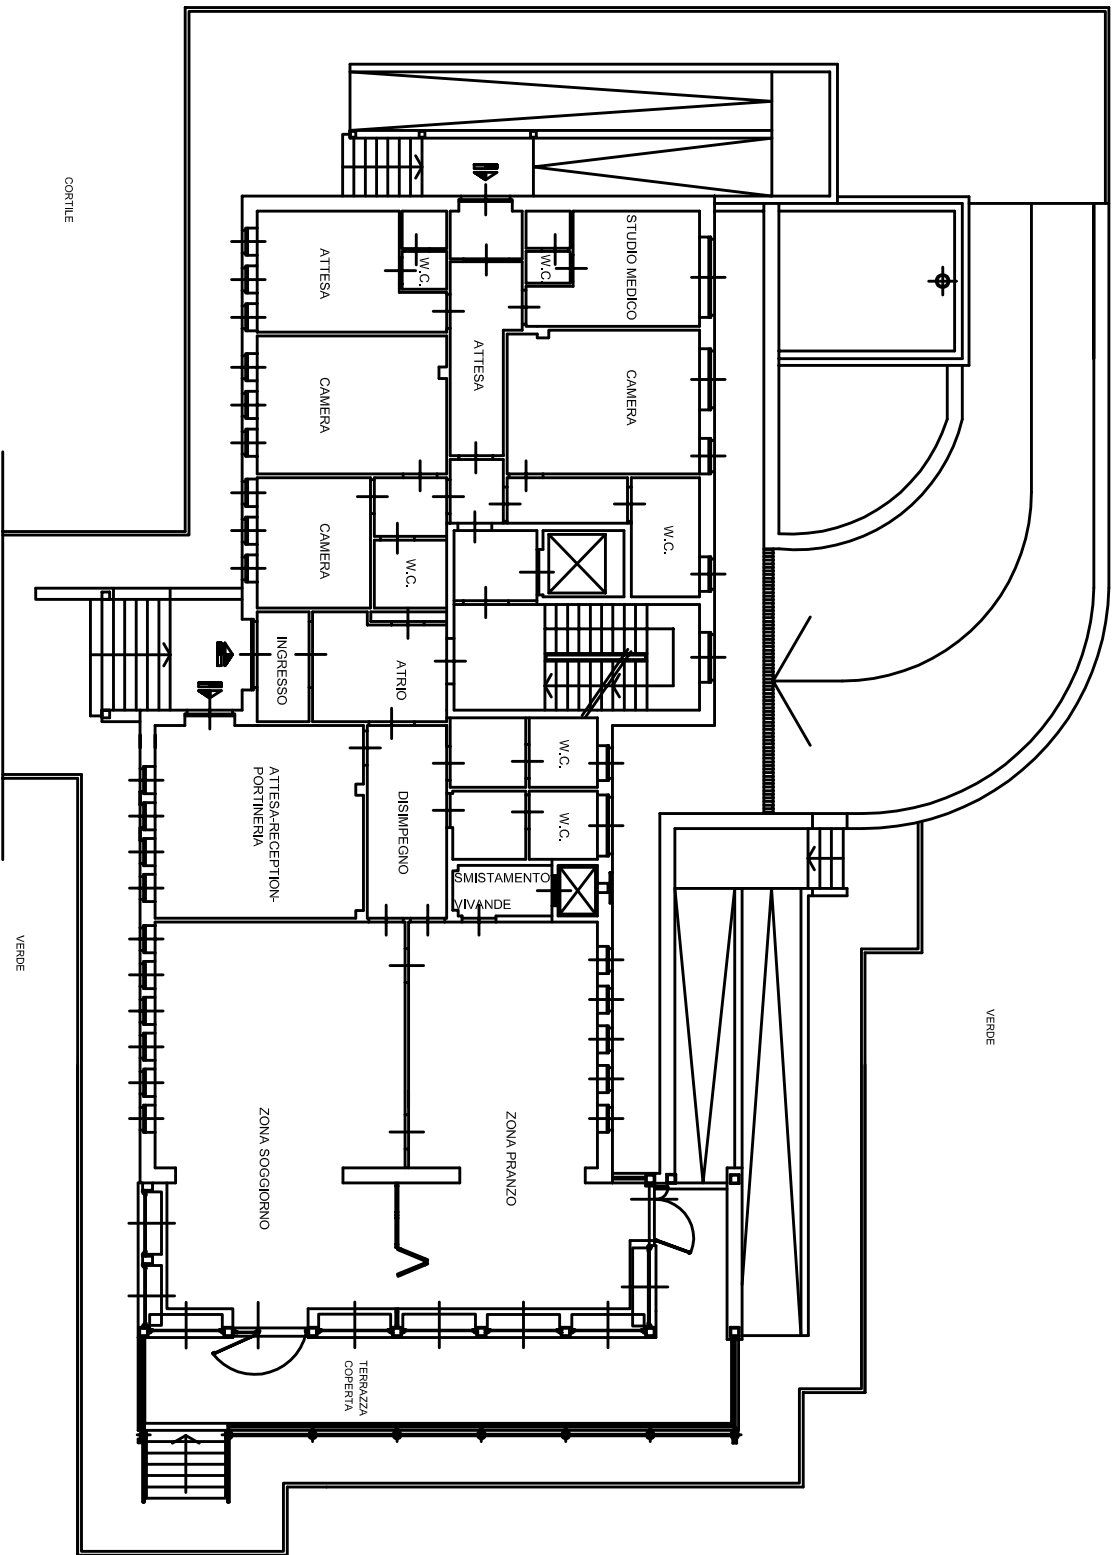 CORTILE
STUDIO MEDICO
W.C.
W.C.
ATTESA
ATTESA
CAMERA
CAMERA
W.C.
CAMERA
W.C.
INGRESSO
ATRIO
W.C.
W.C.
ATTESA-RECEPTION-
PORTINERIA
DISIMPEGNO
SMISTAMENTO
VIVANDE
VERDE
VERDE
ZONA SOGGIORNO
ZONA PRANZO
TERRAZZA
COPERTA